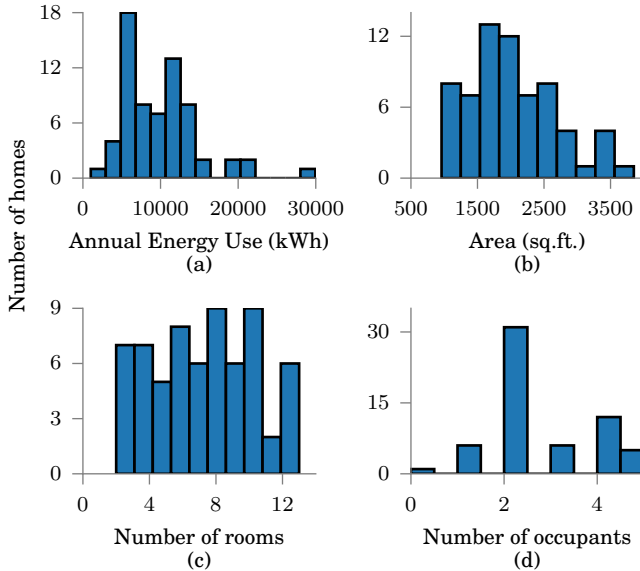 Number of homes
18
12
6
0
0 10000 20000 30000
Annual Energy Use (kWh)
(a)
12
6
0
500 1500 2500 3500
Area (sq.ft.)
(b)
9
6
3
0
0 4 8 12
Number of rooms
(c)
30
15
0
0 2 4
Number of occupants
(d)